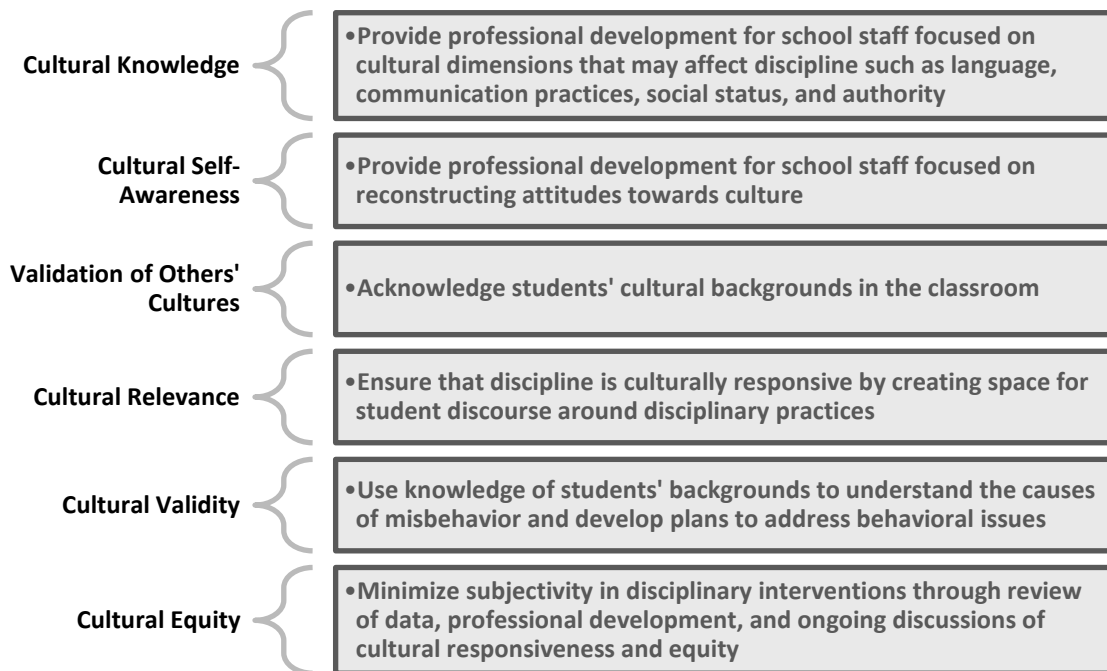 Cultural Knowledge
•Provide professional development for school staff focused on
cultural dimensions that may affect discipline such as language,
communication practices, social status, and authority
Cultural Self-
Awareness
•Provide professional development for school staff focused on
reconstructing attitudes towards culture
Validation of Others'
Cultures
•Acknowledge students' cultural backgrounds in the classroom
Cultural Relevance
•Ensure that discipline is culturally responsive by creating space for
student discourse around disciplinary practices
Cultural Validity
•Use knowledge of students' backgrounds to understand the causes
of misbehavior and develop plans to address behavioral issues
Cultural Equity
•Minimize subjectivity in disciplinary interventions through review
of data, professional development, and ongoing discussions of
cultural responsiveness and equity